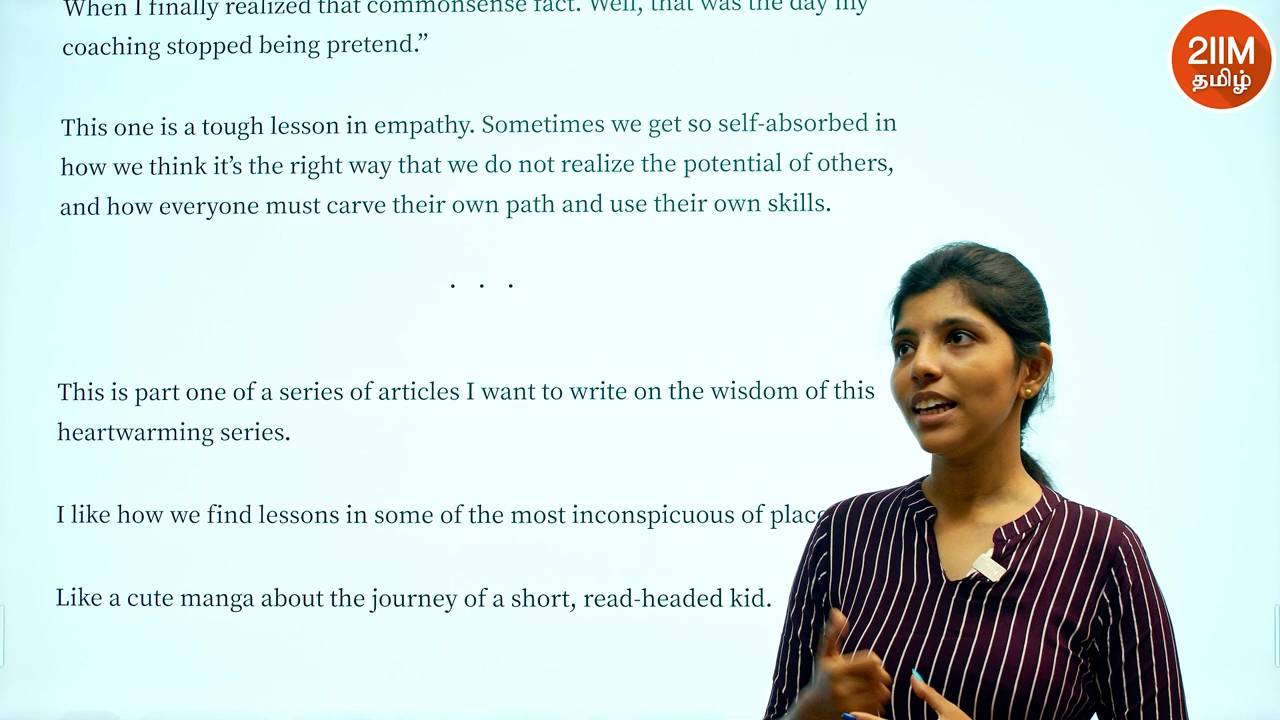 When I finally realized that commonsense fact. Well, that was the day my
coaching stopped being pretend.”
This one is a tough lesson in empathy. Sometimes we get so self-absorbed in
how we think it’s the right way that we do not realize the potential of others,
and how everyone must carve their own path and use their own skills.
. . .
This is part one of a series of articles I want to write on the wisdom of this
heartwarming series.
I like how we find lessons in some of the most inconspicuous of plac
Like a cute manga about the journey of a short, read-headed kid.
2IIM
தமிழ்